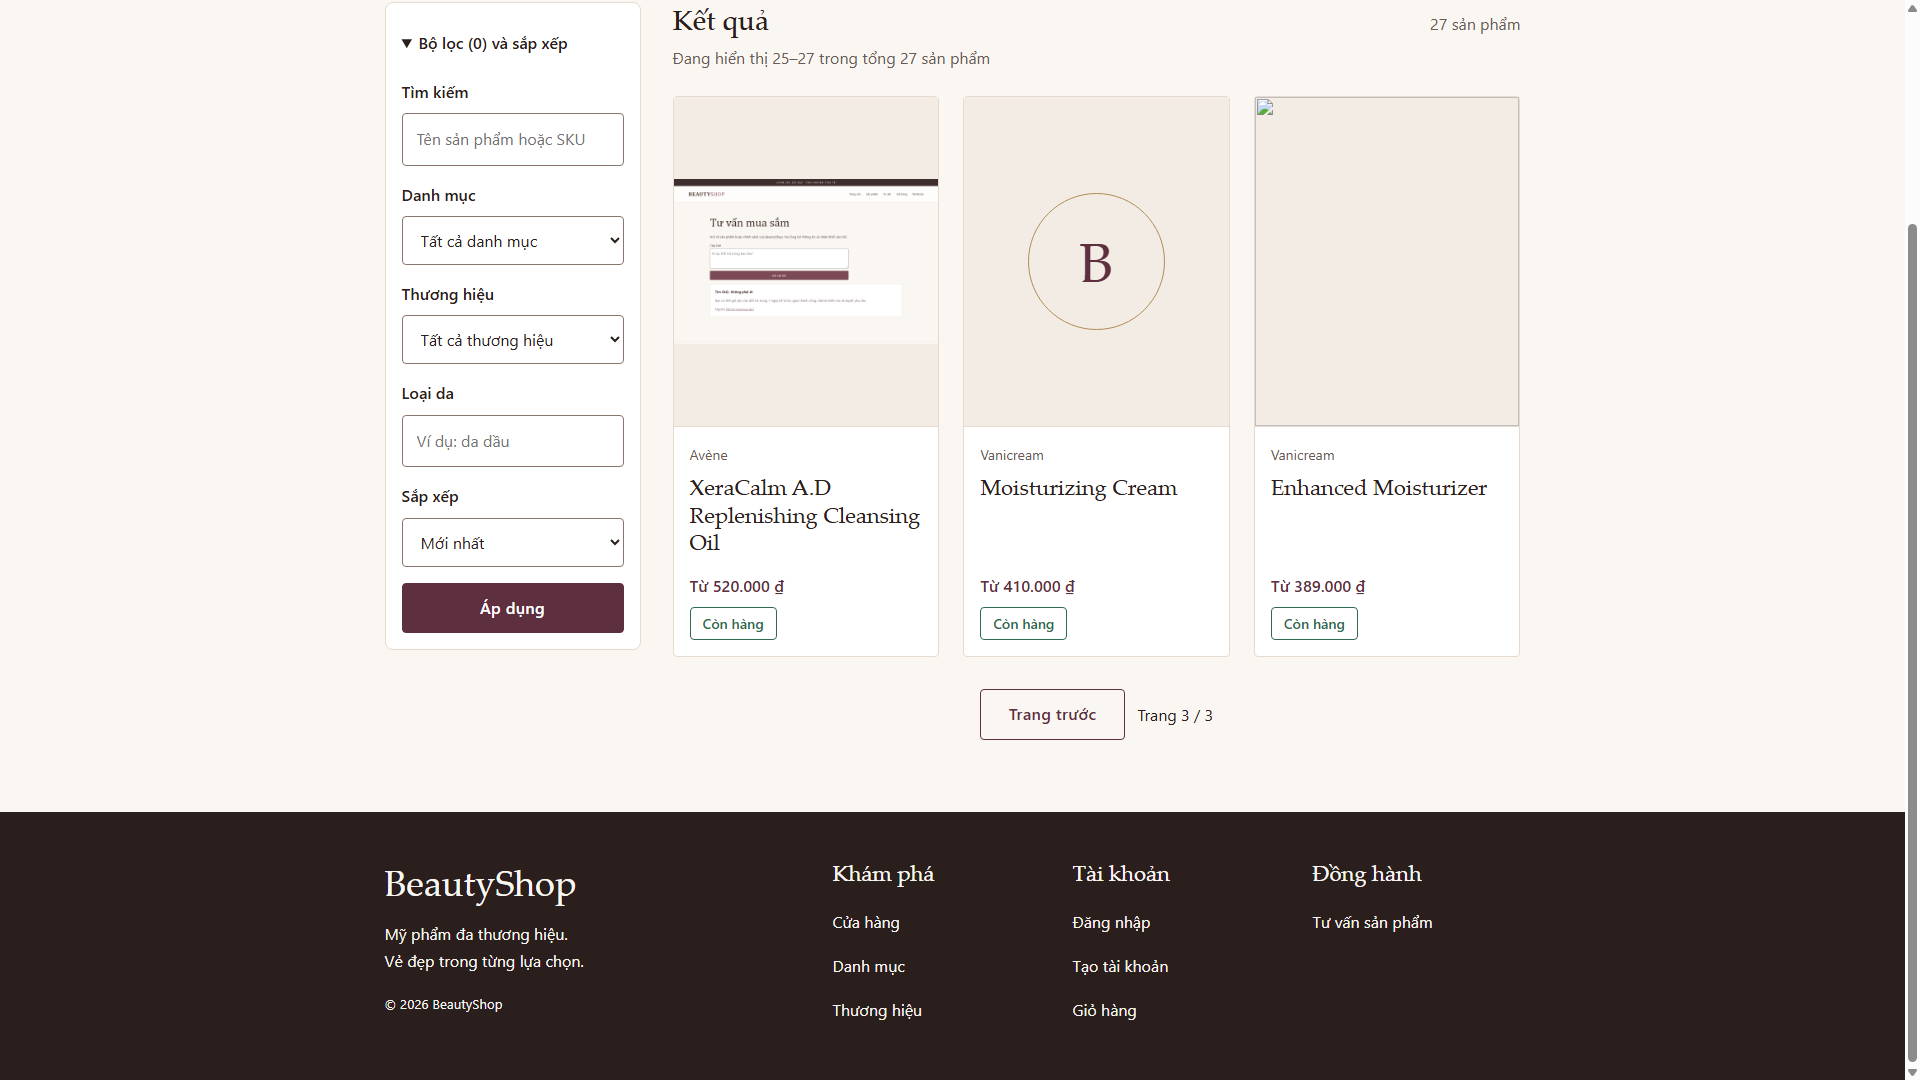 ▼ Bộ lọc (0) và sắp xếp
Tìm kiếm
Tên sản phẩm hoặc SKU
Danh mục
Tất cả danh mục
Thương hiệu
Tất cả thương hiệu
Loại da
Ví dụ: da dầu
Sắp xếp
Mới nhất
Áp dụng
Kết quả
27 sản phẩm
Đang hiển thị 25–27 trong tổng 27 sản phẩm
BEAUTYSHOP
Tư vấn mua sắm
Avène
XeraCalm A.D
Replenishing Cleansing
Oil
Từ 520.000 ₫
Còn hàng
B
Vanicream
Moisturizing Cream
Từ 410.000 ₫
Còn hàng
Vanicream
Enhanced Moisturizer
Từ 389.000 ₫
Còn hàng
Trang trước
Trang 3 / 3
BeautyShop
Mỹ phẩm đa thương hiệu.
Vẻ đẹp trong từng lựa chọn.
© 2026 BeautyShop
Khám phá
Cửa hàng
Danh mục
Thương hiệu
Tài khoản
Đăng nhập
Tạo tài khoản
Giỏ hàng
Đồng hành
Tư vấn sản phẩm